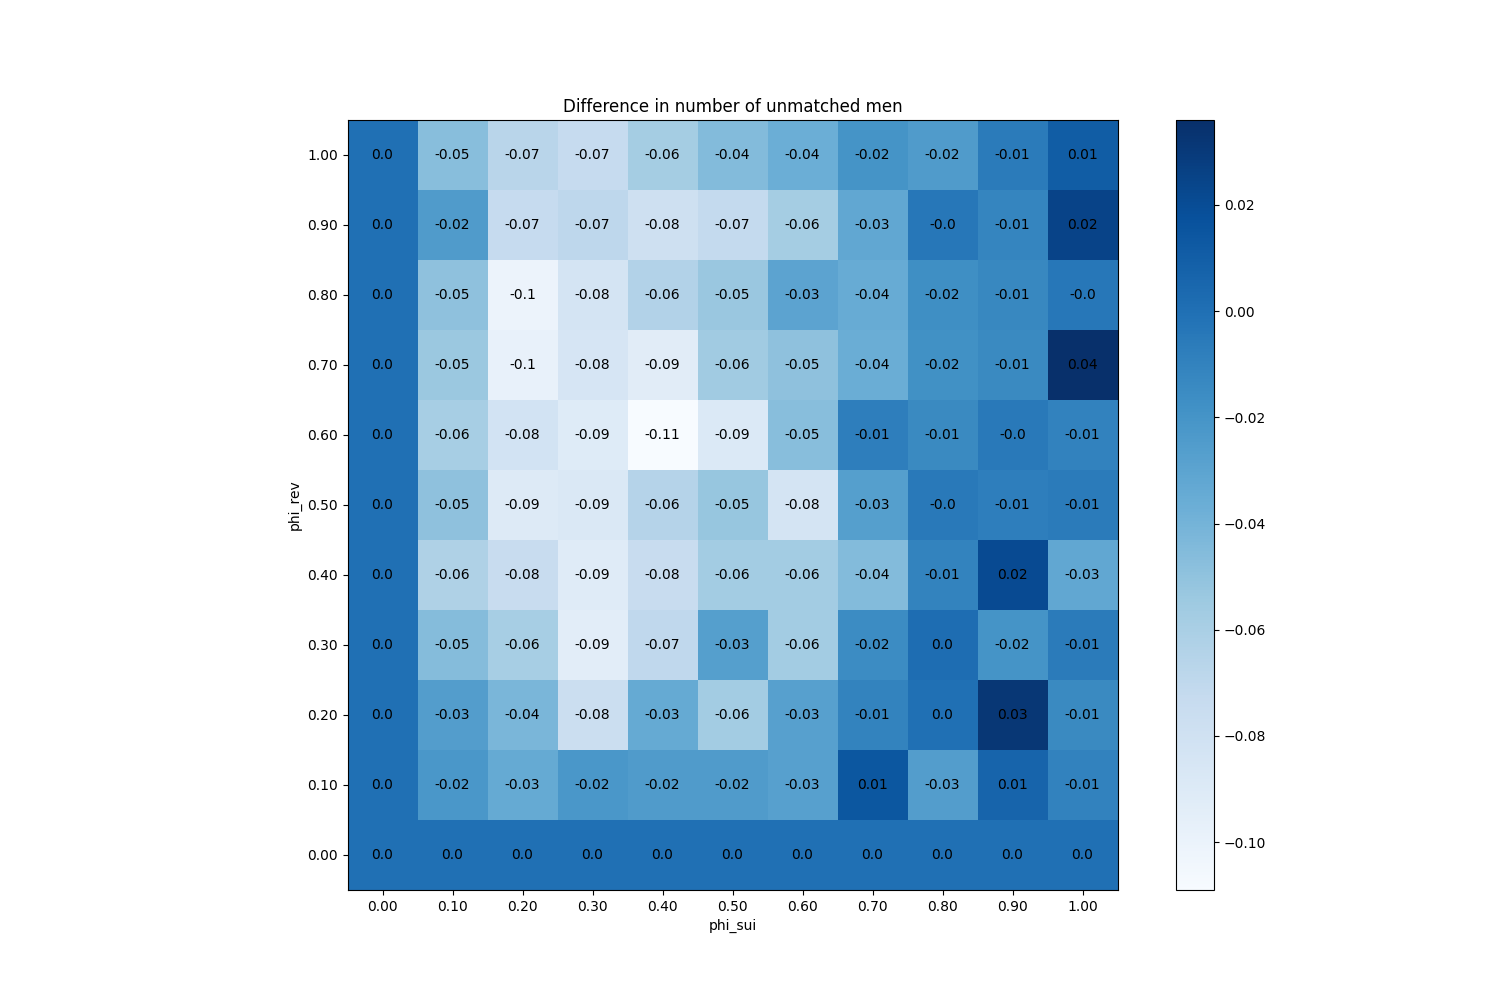 Difference in number of unmatched men
1.00 0.0 -0.05 -0.07 -0.07 -0.06 -0.04 -0.04 -0.02 -0.02 -0.01 0.01
0.90 0.0 -0.02 -0.07 -0.07 -0.08 -0.07 -0.06 -0.03 -0.0 -0.01 0.02
0.80 0.0 -0.05 -0.1 -0.08 -0.06 -0.05 -0.03 -0.04 -0.02 -0.01 -0.0
0.70 0.0 -0.05 -0.1 -0.08 -0.09 -0.06 -0.05 -0.04 -0.02 -0.01 0.04
0.60 0.0 -0.06 -0.08 -0.09 -0.11 -0.09 -0.05 -0.01 -0.01 -0.0 -0.01
0.50 0.0 -0.05 -0.09 -0.09 -0.06 -0.05 -0.08 -0.03 -0.0 -0.01 -0.01
0.40 0.0 -0.06 -0.08 -0.09 -0.08 -0.06 -0.06 -0.04 -0.01 0.02 -0.03
0.30 0.0 -0.05 -0.06 -0.09 -0.07 -0.03 -0.06 -0.02 0.0 -0.02 -0.01
0.20 0.0 -0.03 -0.04 -0.08 -0.03 -0.06 -0.03 -0.01 0.0 0.03 -0.01
0.10 0.0 -0.02 -0.03 -0.02 -0.02 -0.02 -0.03 0.01 -0.03 0.01 -0.01
0.00 0.0 0.0 0.0 0.0 0.0 0.0 0.0 0.0 0.0 0.0 0.0
0.00 0.10 0.20 0.30 0.40 0.50 0.60 0.70 0.80 0.90 1.00
phi_sui
phi_rev
0.02
0.00
−0.02
−0.04
−0.06
−0.08
−0.10